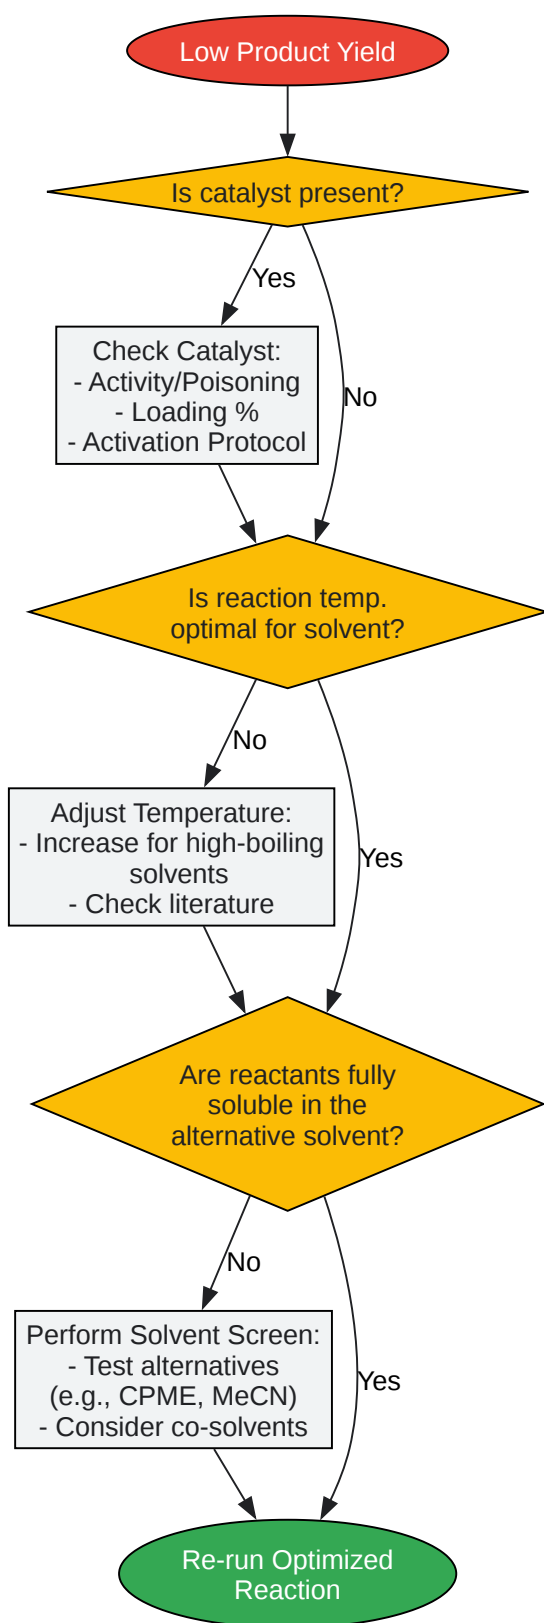 Low Product Yield
Is catalyst present?
Yes
Check Catalyst:
- Activity/Poisoning
- Loading %
- Activation Protocol
No
Is reaction temp.
optimal for solvent?
No
Adjust Temperature:
- Increase for high-boiling
solvents
- Check literature
Yes
Are reactants fully
soluble in the
alternative solvent?
No
Perform Solvent Screen:
- Test alternatives
(e.g., CPME, MeCN)
- Consider co-solvents
Yes
Re-run Optimized
Reaction